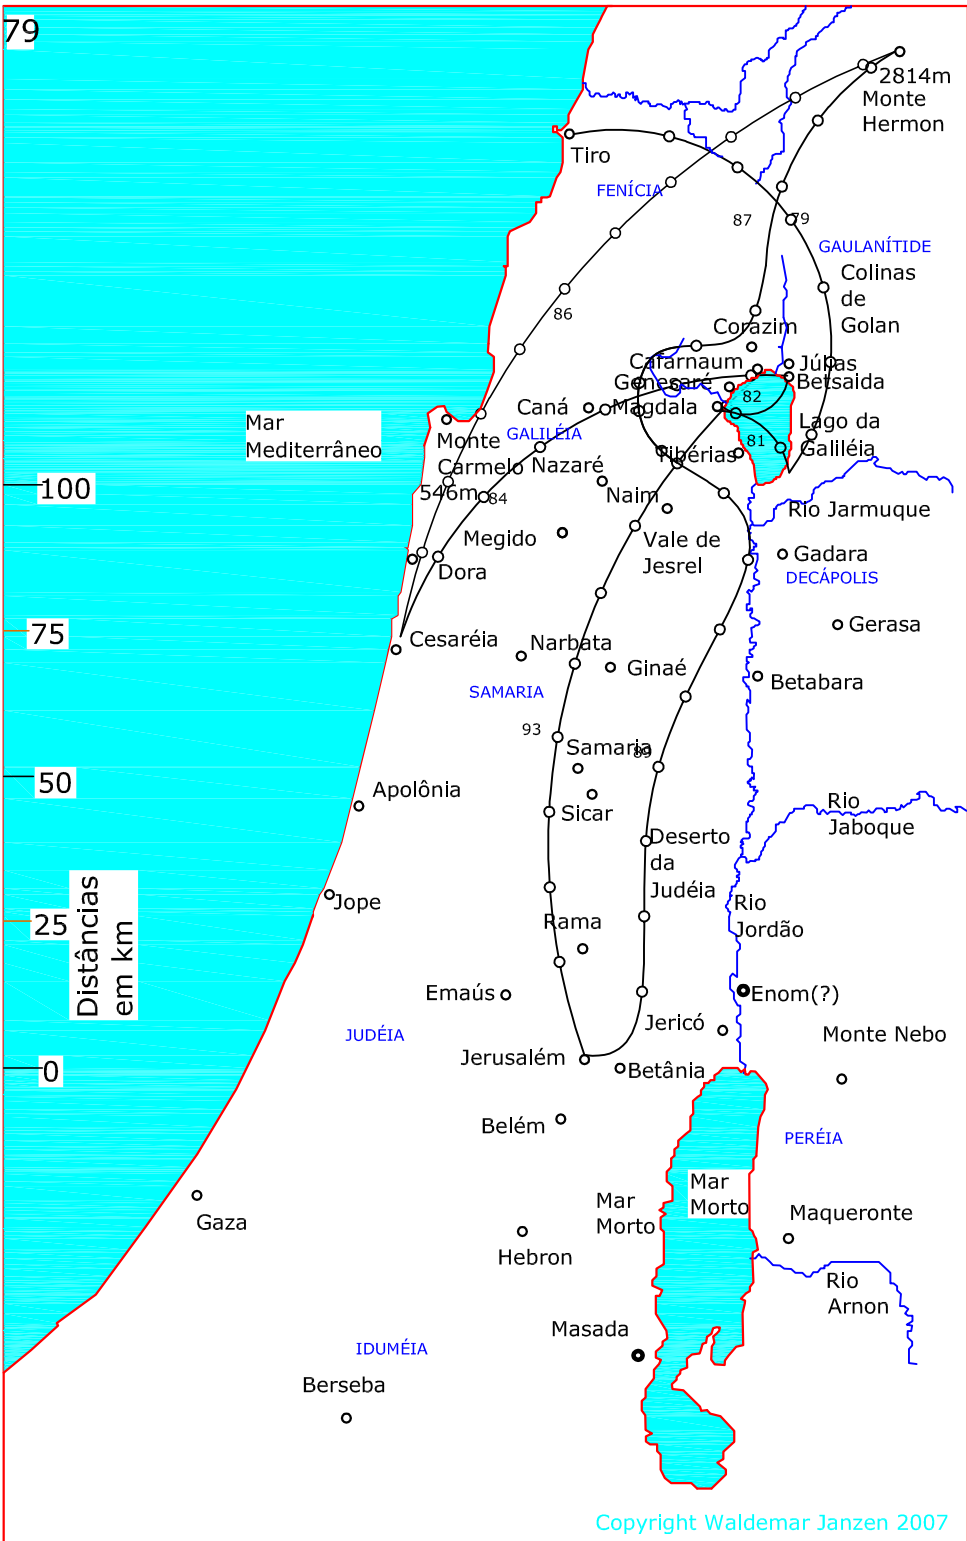 79
2814m
Monte
Hermon
Tiro
FENÍCIA
87
79
GAULANÍTIDE
Colinas
de
Golan
86
Corazim
Cafarnaum
Júlias
Genesaré
Betsaida
82
Caná
Magdala
Mar
Mediterrâneo
Monte
Carmelo
546m
GALILÉIA
Lago da
Galiléia
81
Nazaré
Tibérias
100
84
Naim
Rio Jarmuque
Megido
Vale de
Jesrel
Gadara
Dora
DECÁPOLIS
75
Cesaréia
Narbata
Gerasa
Ginaé
Betabara
SAMARIA
93
Samaria
89
50
Apolônia
Sicar
Rio
Jaboque
Deserto
da
Judéia
Distâncias
em km
Jope
Rio
Jordão
25
Rama
Emaús
Enom(?)
JUDÉIA
Jericó
Monte Nebo
Jerusalém
0
Betânia
Belém
PERÉIA
Mar
Morto
Mar
Morto
Gaza
Maqueronte
Hebron
Rio
Arnon
Masada
IDUMÉIA
Berseba
Copyright Waldemar Janzen 2007